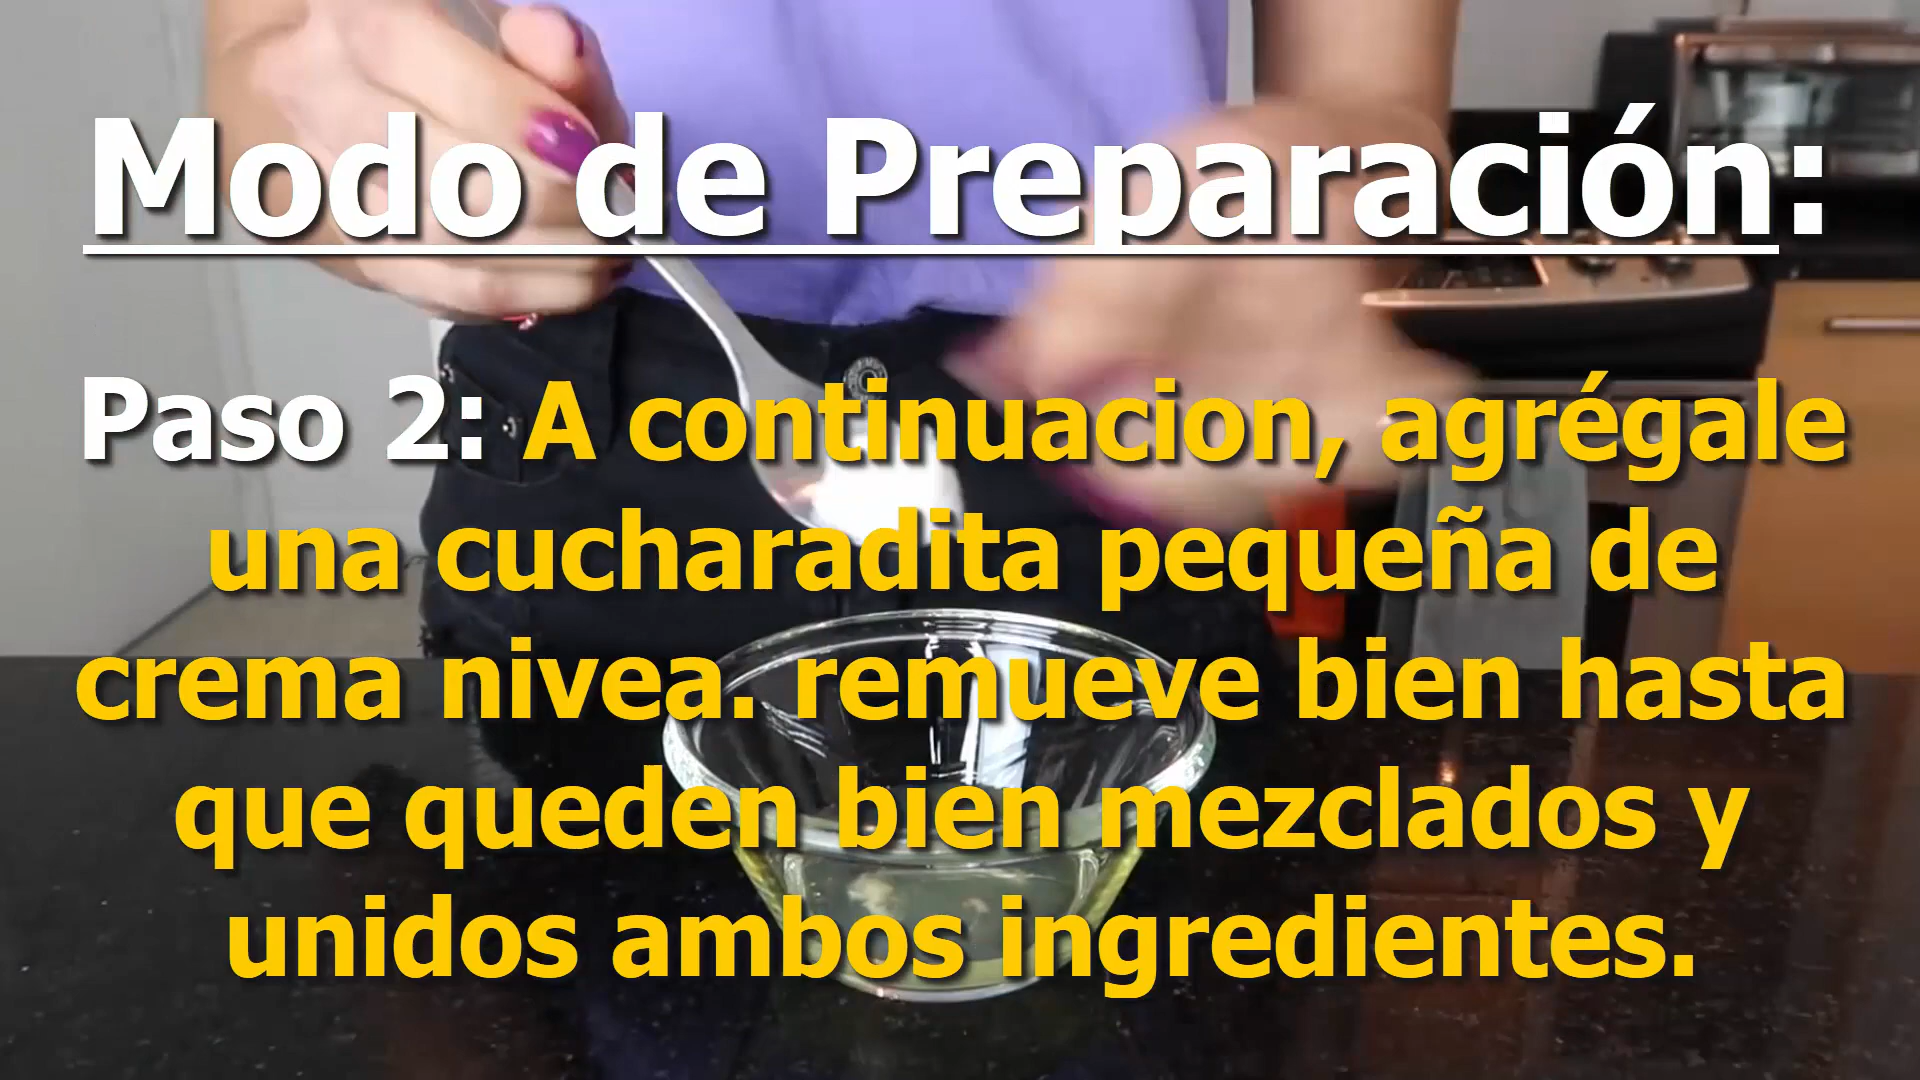 Modo de Preparación:
Paso 2: A continuacion, agrégale
una cucharadita pequeña de
crema nivea. remueve bien hasta
que queden bien mezclados y
unidos ambos ingredientes.